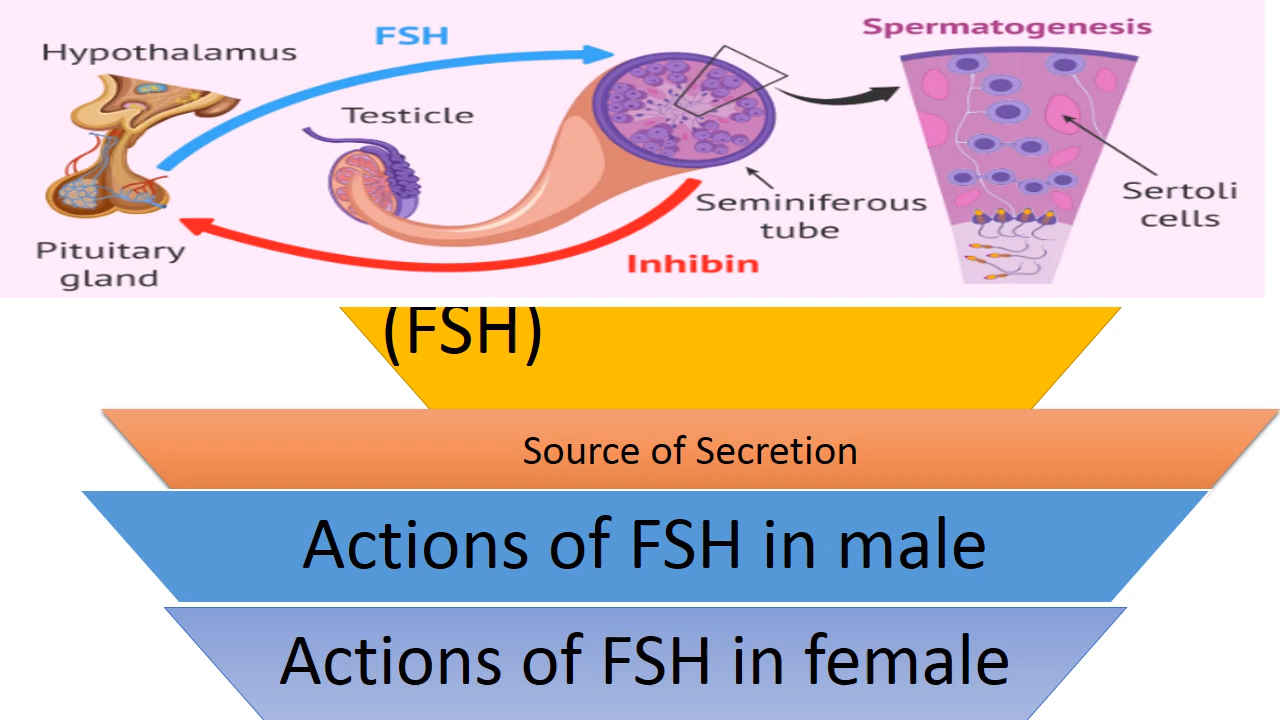 Hypothalamus
FSH
Testicle
Spermatogenesis
Seminiferous
tube
Sertoli
cells
Pituitary
gland
Inhibin
(FSH)
Source of Secretion
Actions of FSH in male
Actions of FSH in female